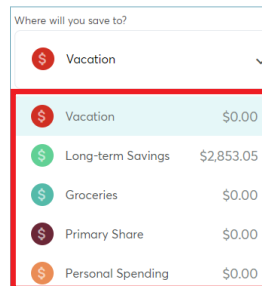 Where will you save to?
$ Vacation
$ Vacation $0.00
$ Long-term Savings $2,853.05
$ Groceries $0.00
$ Primary Share $0.00
$ Personal Spending $0.00